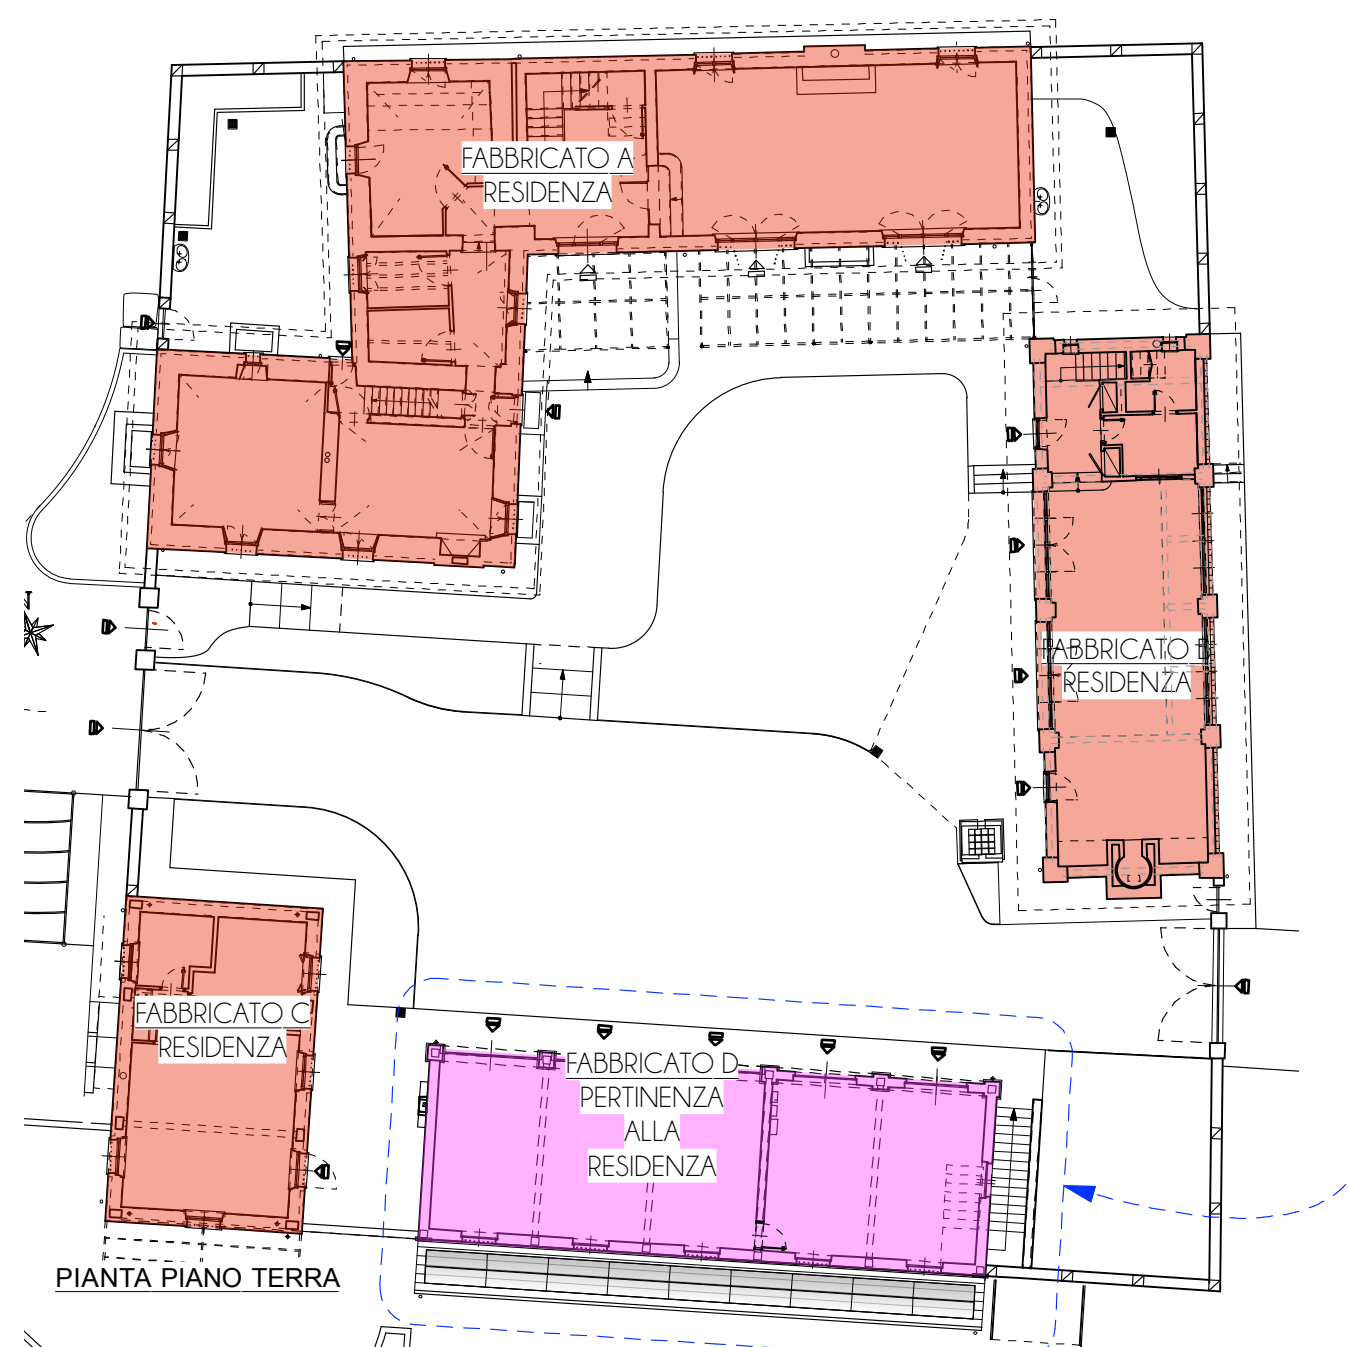 FABBRICATO A
RESIDENZA
FABBRICATO B
RESIDENZA
FABBRICATO C
RESIDENZA
FABBRICATO D
PERTINENZA
ALLA
RESIDENZA
PIANTA PIANO TERRA